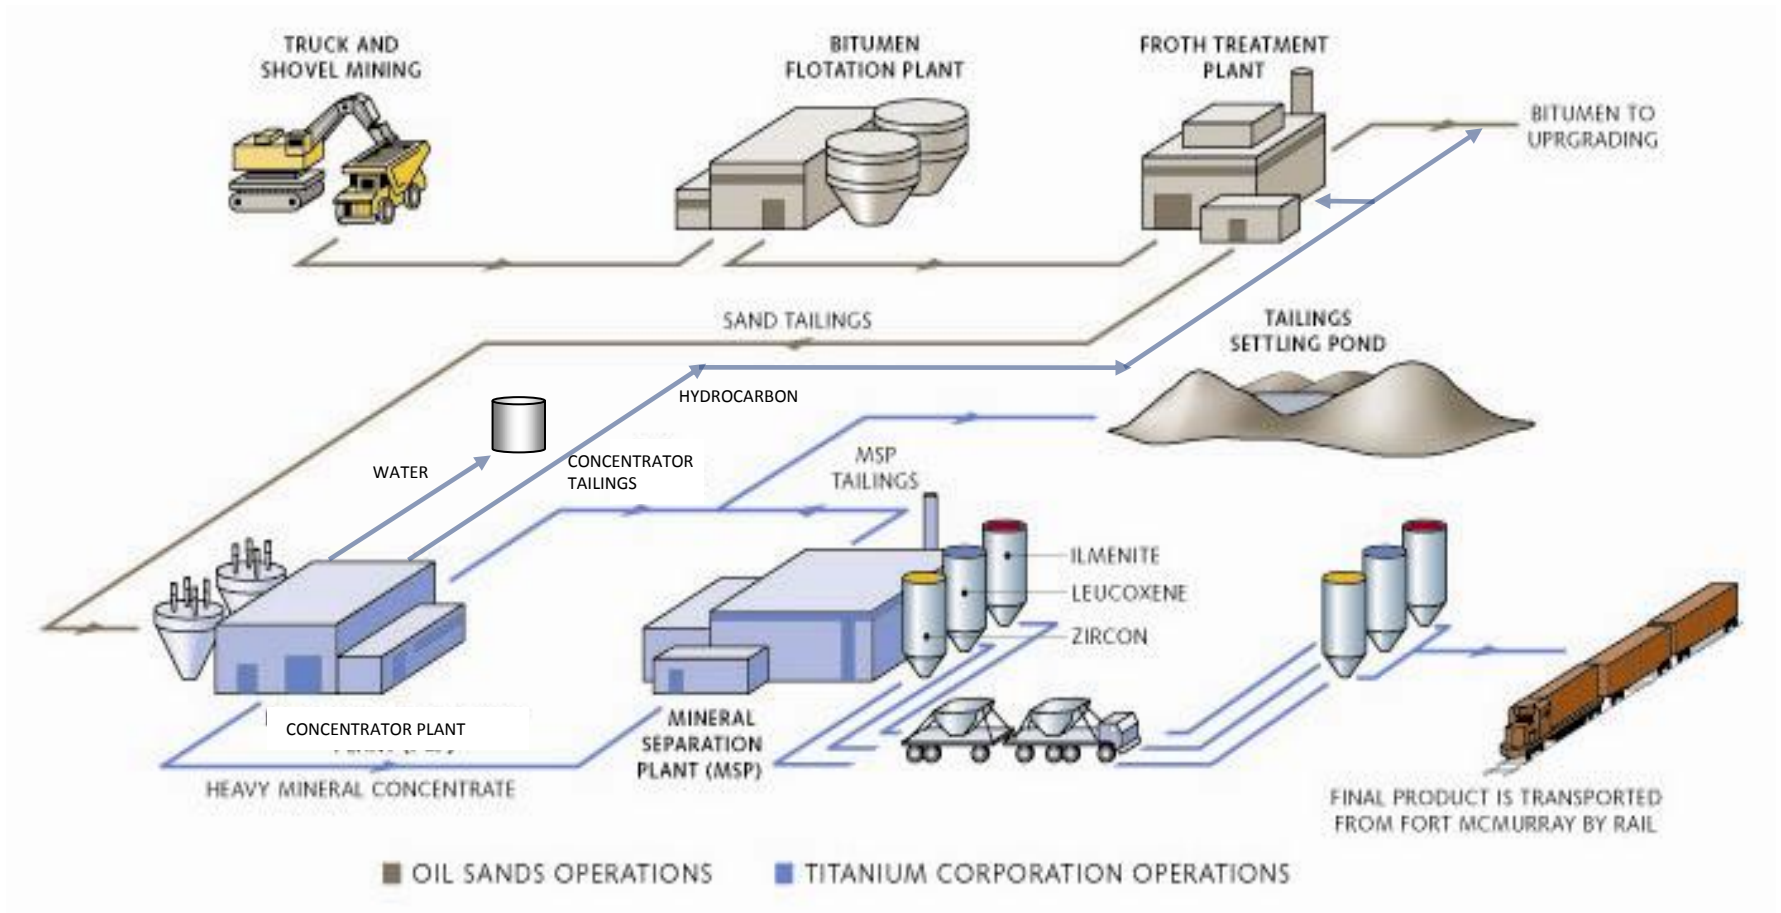 TRUCK AND
SHOVEL MINING
BITUMEN
FLOTATION PLANT
FROTH TREATMENT
PLANT
BITUMEN TO
UPRGRADING
SAND TAILINGS
TAILINGS
SETTLING POND
HYDROCARBON
WATER
CONCENTRATOR
TAILINGS
MSP
TAILINGS
ILMENITE
LEUCOXENE
ZIRCON
CONCENTRATOR PLANT
HEAVY MINERAL CONCENTRATE
MINERAL
SEPARATION
PLANT (MSP)
FINAL PRODUCT IS TRANSPORTED
FROM FORT MCMURRAY BY RAIL
OIL SANDS OPERATIONS
TITANIUM CORPORATION OPERATIONS